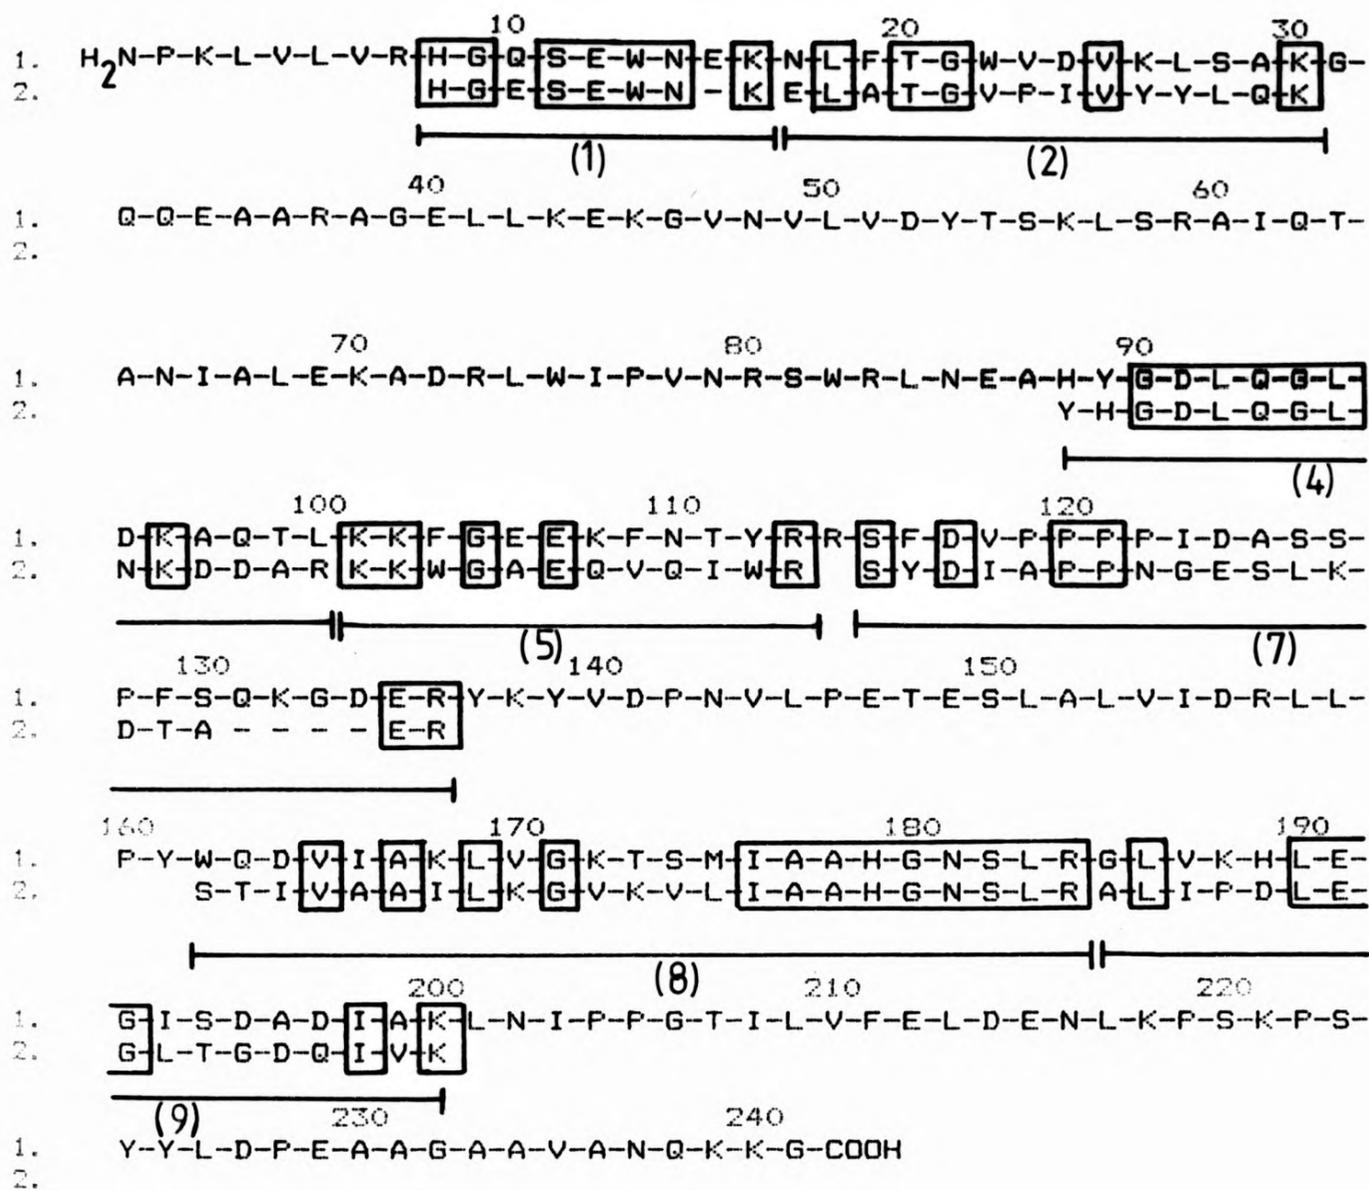 10 20 30
1. H2N-P-K-L-V-L-V-R-H-G-Q-S-E-W-N-E-K-N-L-F-T-G-W-V-D-V-K-L-S-A-K-G-
2. H-G-E-S-E-W-N - K E-L-A-T-G-V-P-I-V-Y-Y-L-Q-K
(1) (2)
40 50 60
1. Q-Q-E-A-A-R-A-G-E-L-L-K-E-K-G-V-N-V-L-V-D-Y-T-S-K-L-S-R-A-I-Q-T-
2.
70 80 90
1. A-N-I-A-L-E-K-A-D-R-L-W-I-P-V-N-R-S-W-R-L-N-E-A-H-Y-G-D-L-Q-G-L-
2. Y-H-G-D-L-Q-G-L-
(4)
100 110 120
1. D-K-A-Q-T-L-K-K-F-G-E-E-K-F-N-T-Y-R-R-S-F-D-V-P-P-P-P-I-D-A-S-S-
2. N-K-D-D-A-R-K-K-W-G-A-E-Q-V-Q-I-W-R S-Y-D-I-A-P-P-N-G-E-S-L-K-
(5) (7)
130 140 150
1. P-F-S-Q-K-G-D-E-R-Y-K-Y-V-D-P-N-V-L-P-E-T-E-S-L-A-L-V-I-D-R-L-L-
2. D-T-A - - - - E-R
160 170 180 190
1. P-Y-W-Q-D-V-I-A-K-L-V-G-K-T-S-M-I-A-A-H-G-N-S-L-R-G-L-V-K-H-L-E-
2. S-T-I-V-A-A-I-L-K-G-V-K-V-L-I-A-A-H-G-N-S-L-R-A-L-I-P-D-L-E-
(8)
200 210 220
1. G-I-S-D-A-D-I-A-K-L-N-I-P-P-G-T-I-L-V-F-E-L-D-E-N-L-K-P-S-K-P-S-
2. G-L-T-G-D-Q-I-V-K
(9) 230 240
1. Y-Y-L-D-P-E-A-A-G-A-A-V-A-N-Q-K-K-G-COOH
2.